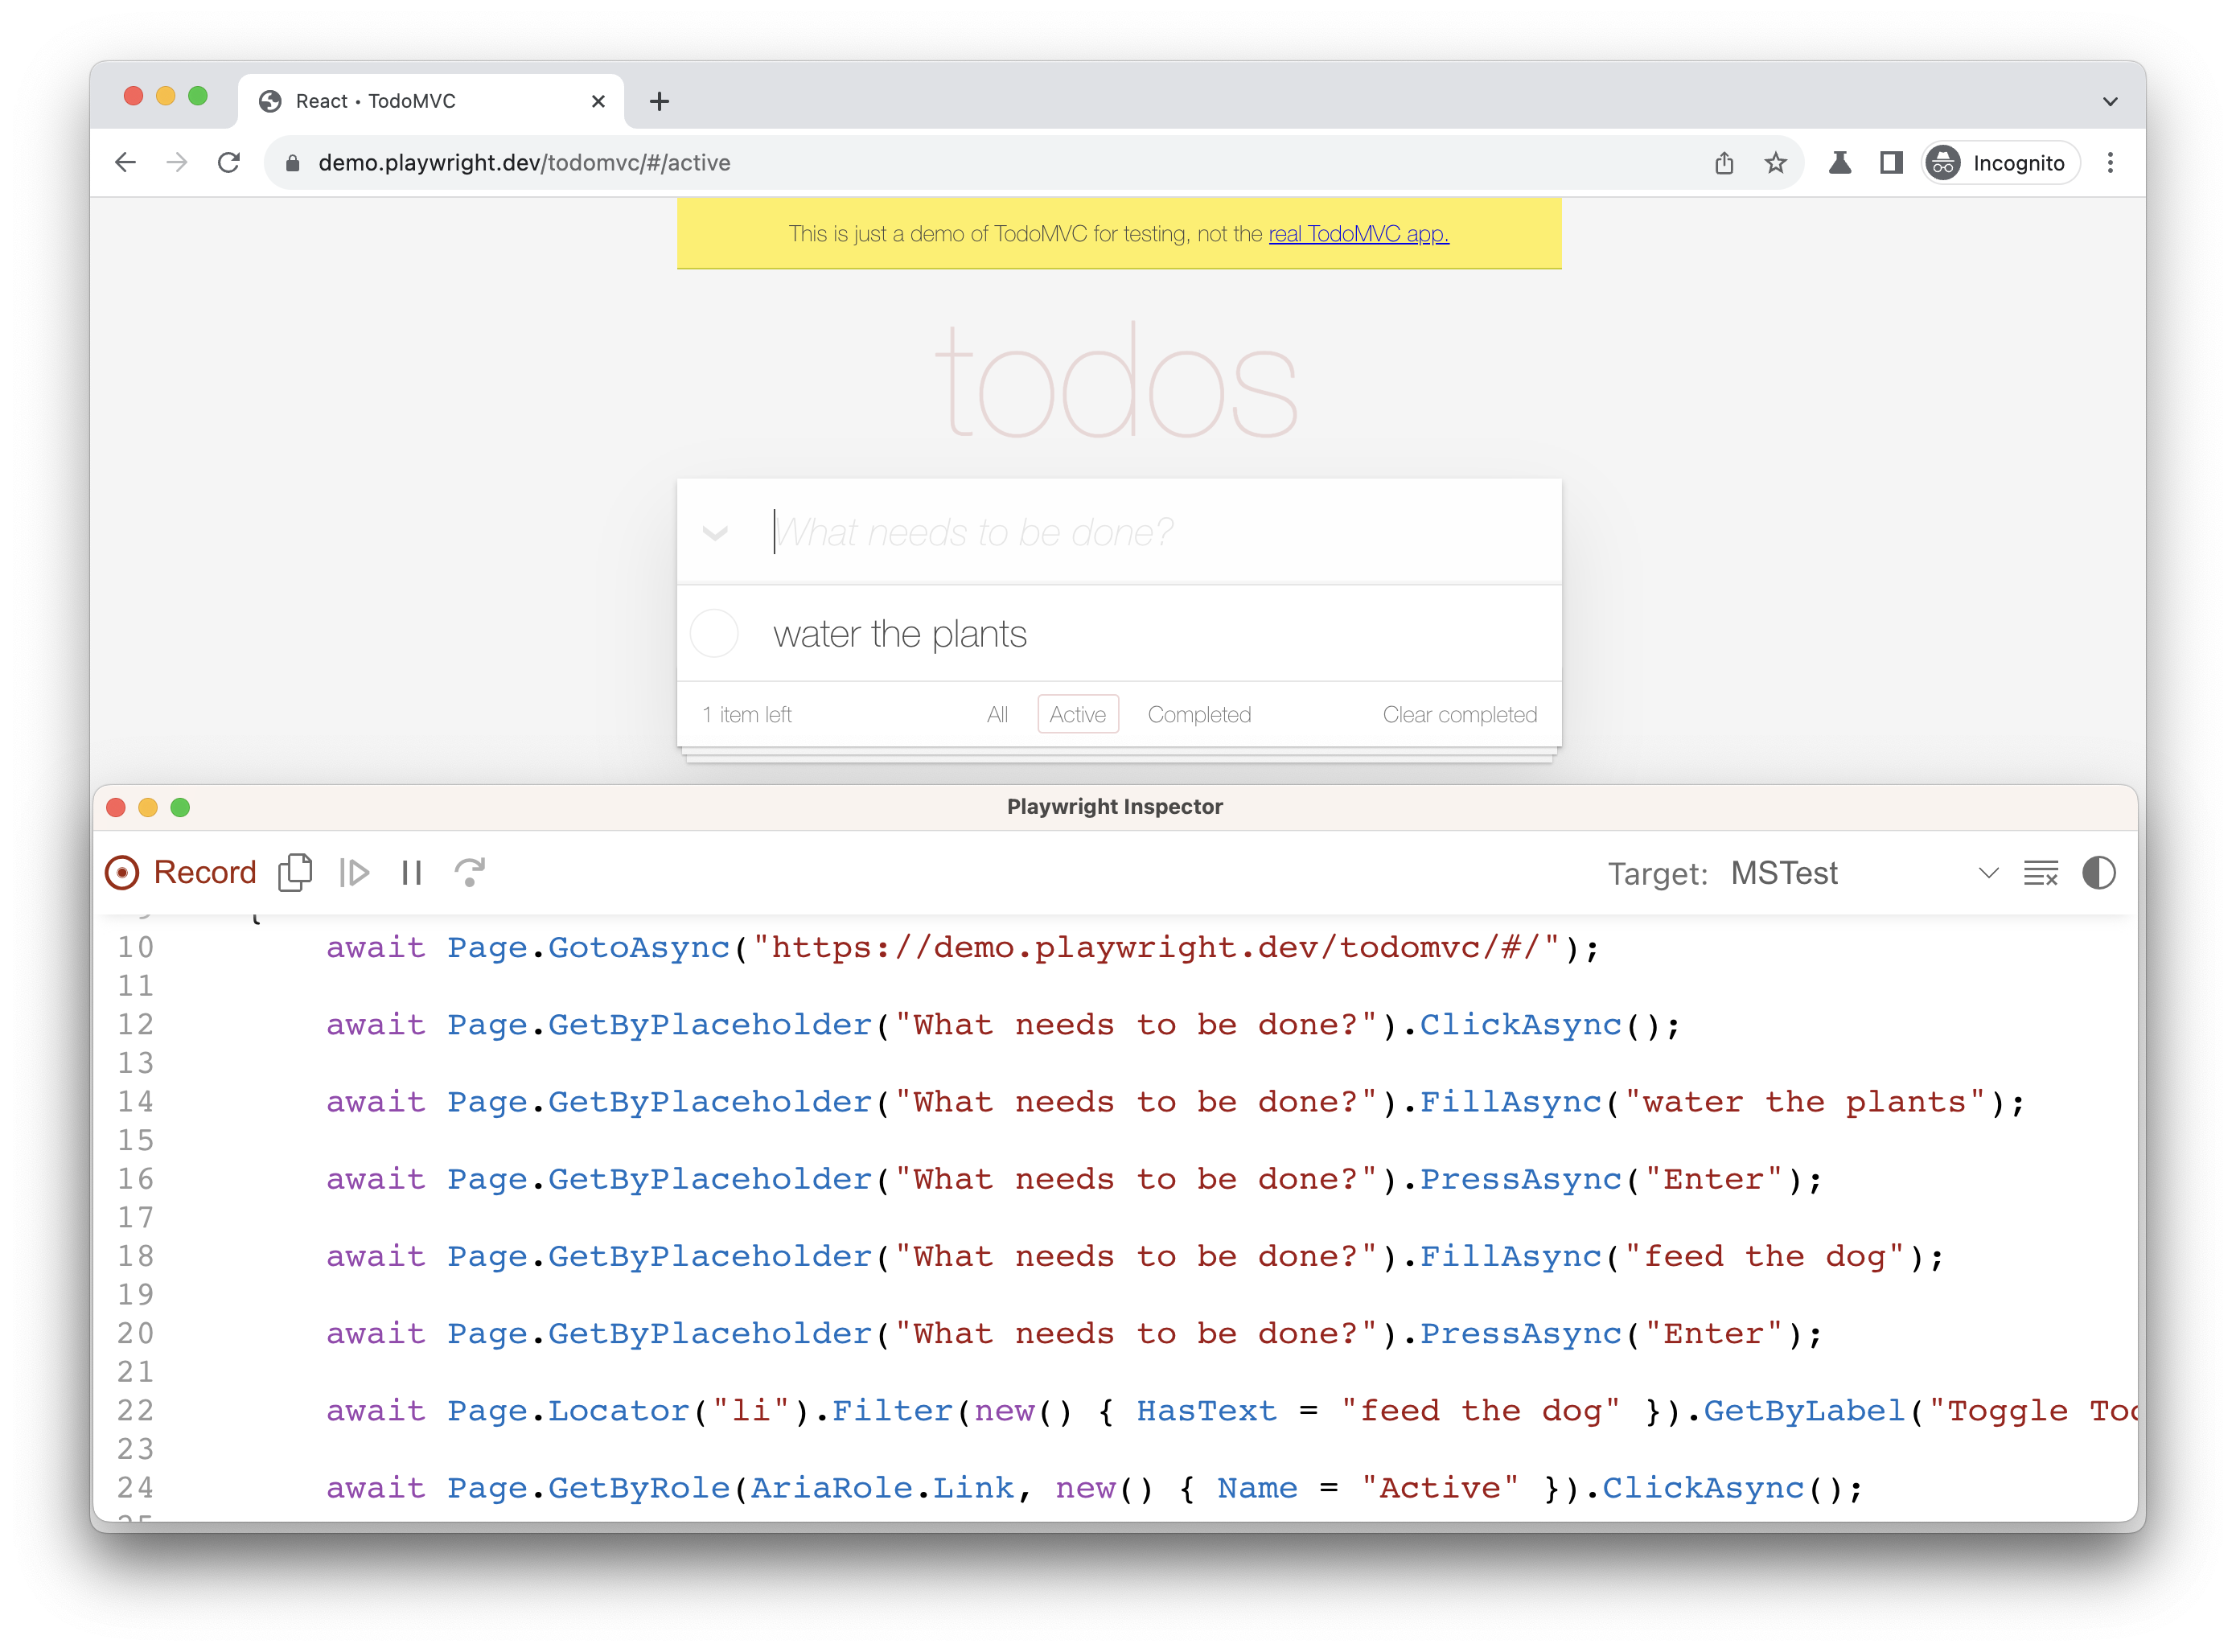 React • TodoMVC
demo.playwright.dev/todomvc/#/active
Incognito
This is just a demo of TodoMVC for testing, not the real TodoMVC app.
todos
What needs to be done?
water the plants
1 item left All Active Completed Clear completed
Playwright Inspector
Record Target: MSTest
{
10 await Page.GotoAsync("https://demo.playwright.dev/todomvc/#/");
11
12 await Page.GetByPlaceholder("What needs to be done?").ClickAsync();
13
14 await Page.GetByPlaceholder("What needs to be done?").FillAsync("water the plants");
15
16 await Page.GetByPlaceholder("What needs to be done?").PressAsync("Enter");
17
18 await Page.GetByPlaceholder("What needs to be done?").FillAsync("feed the dog");
19
20 await Page.GetByPlaceholder("What needs to be done?").PressAsync("Enter");
21
22 await Page.Locator("li").Filter(new() { HasText = "feed the dog" }).GetByLabel("Toggle
23
24 await Page.GetByRole(AriaRole.Link, new() { Name = "Active" }).ClickAsync();